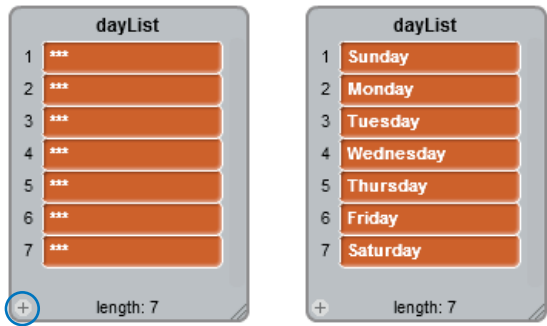 dayList
1 ***
2 ***
3 ***
4 ***
5 ***
6 ***
7 ***
+ length: 7
dayList
1 Sunday
2 Monday
3 Tuesday
4 Wednesday
5 Thursday
6 Friday
7 Saturday
+ length: 7